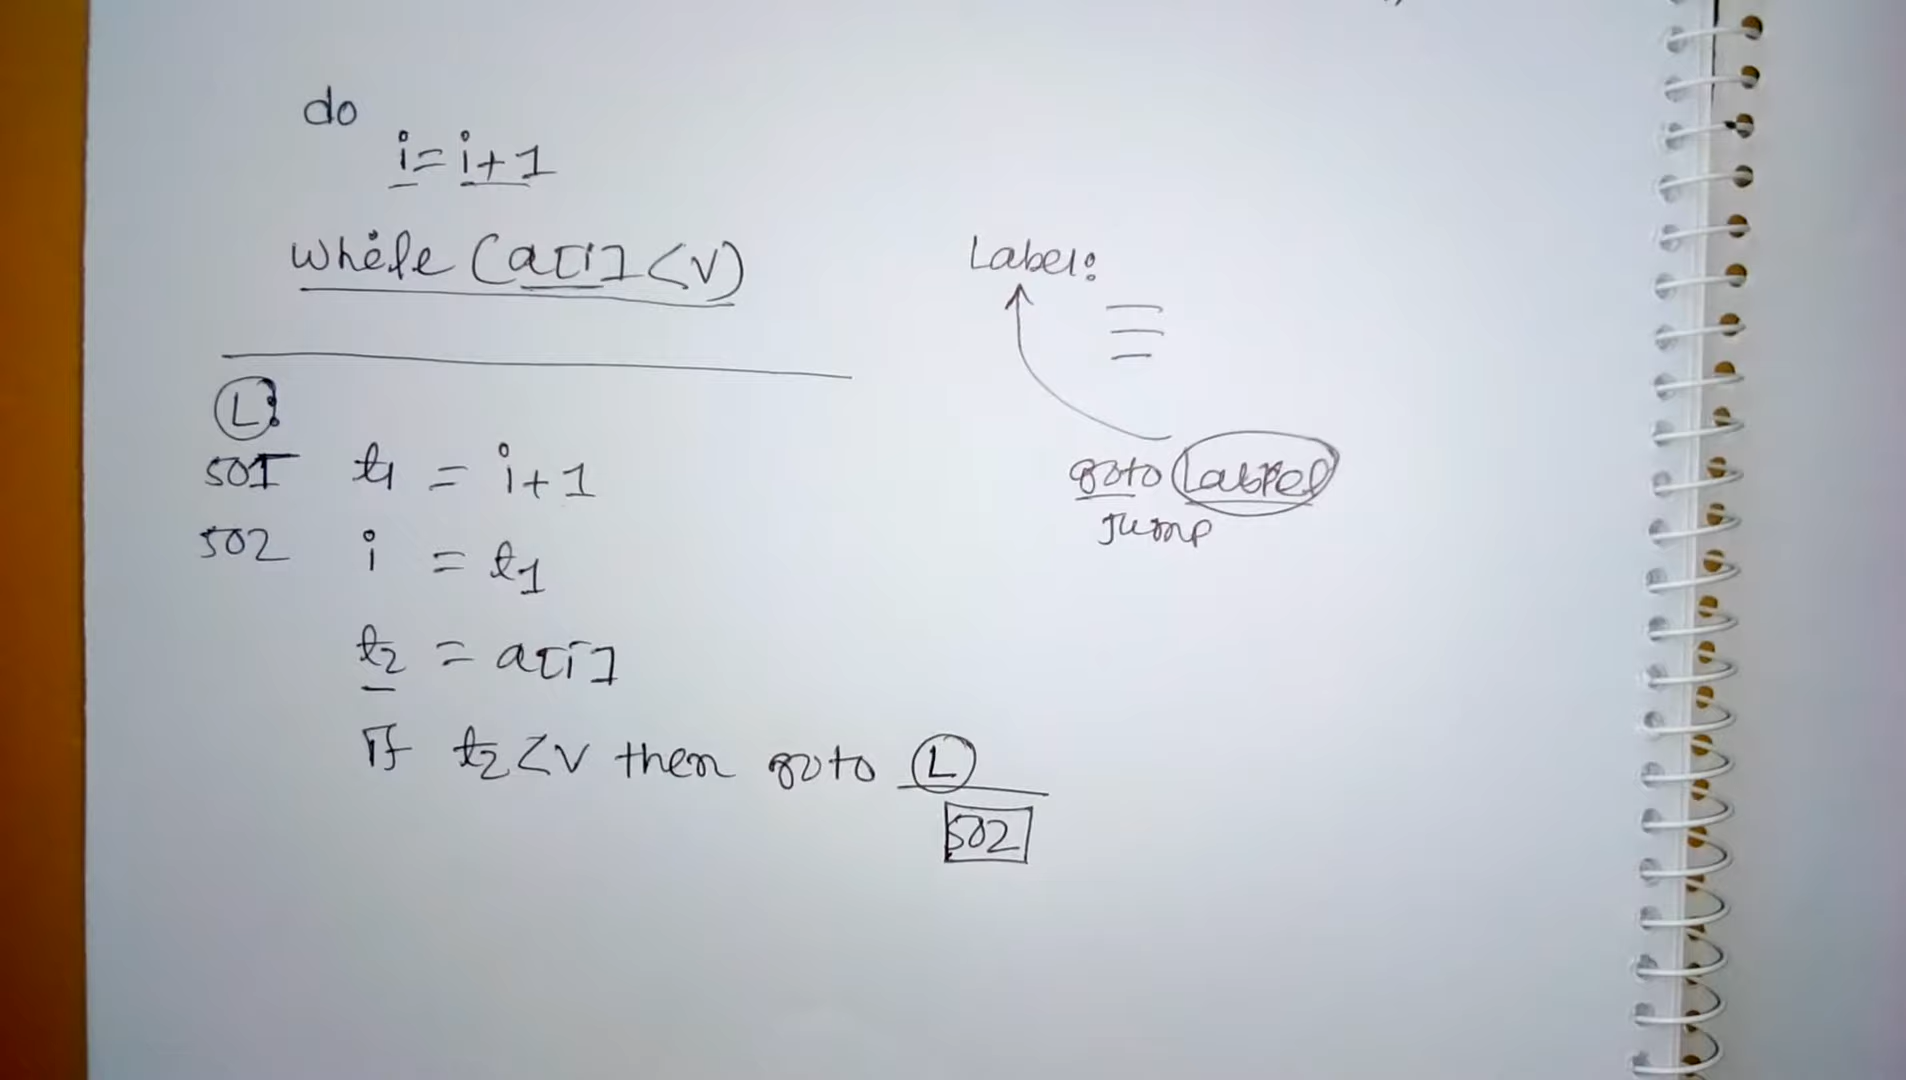 do
i=i+1
while (a[i]<v)
Label:
L:
501 t1 = i+1
goto Label
Jump
502 i = t1
t2 = a[i]
If t2<v then goto L
502